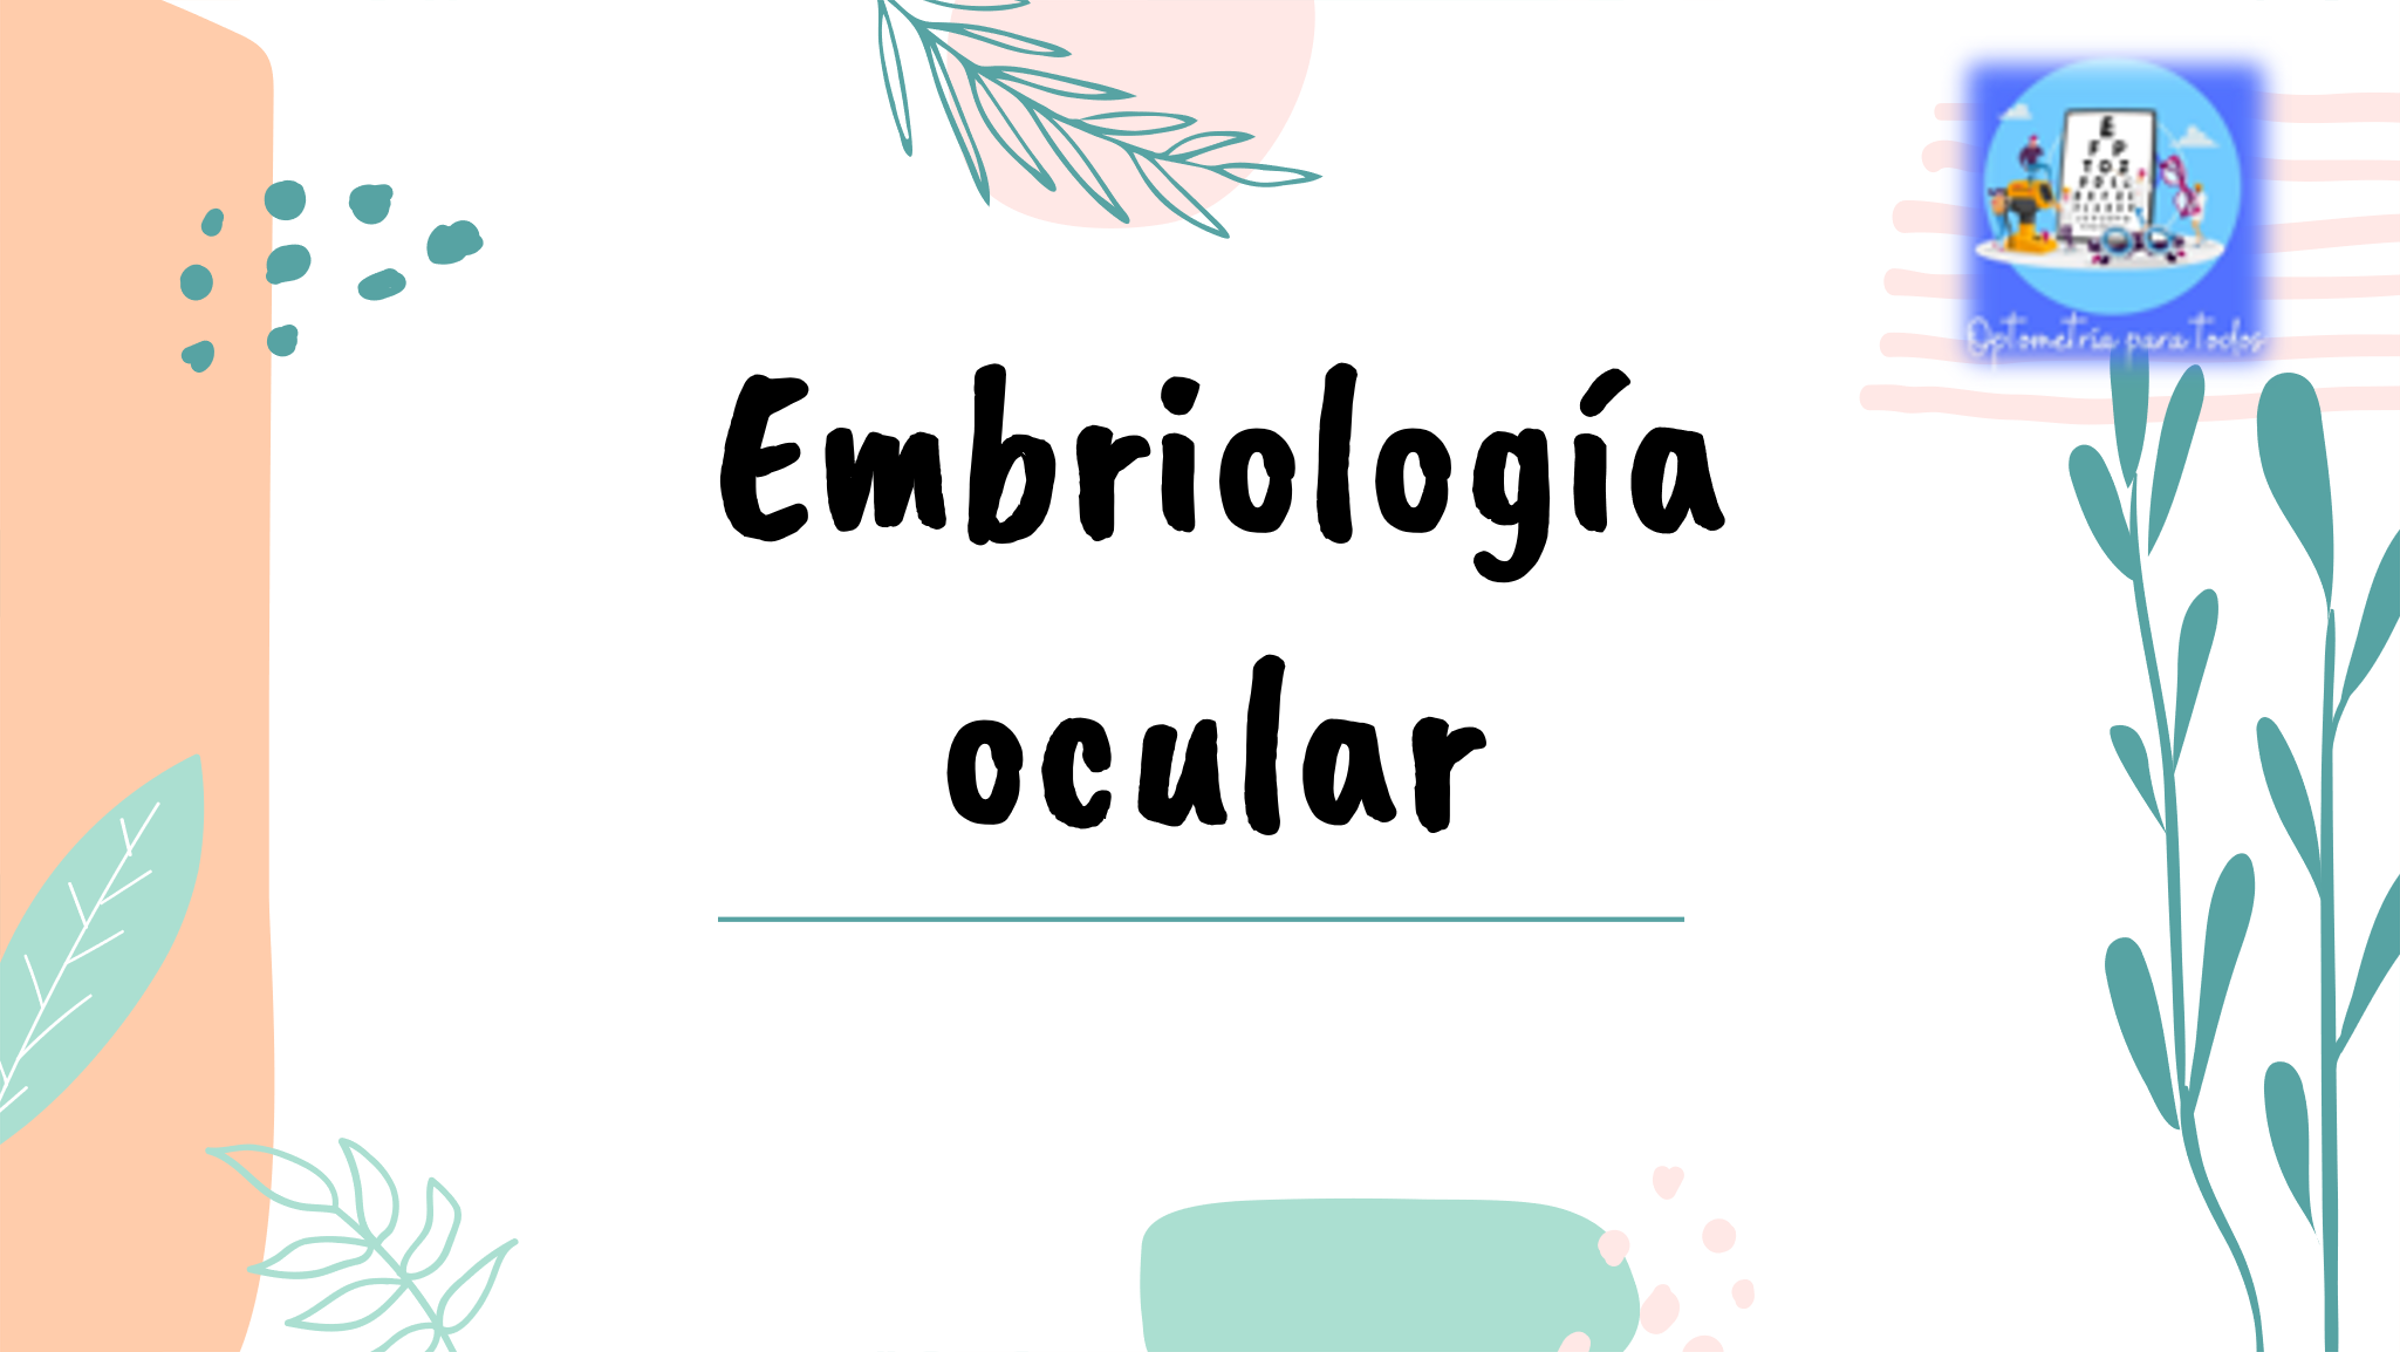 Embriología
ocular
E
F P
T O Z
Optometría para todos